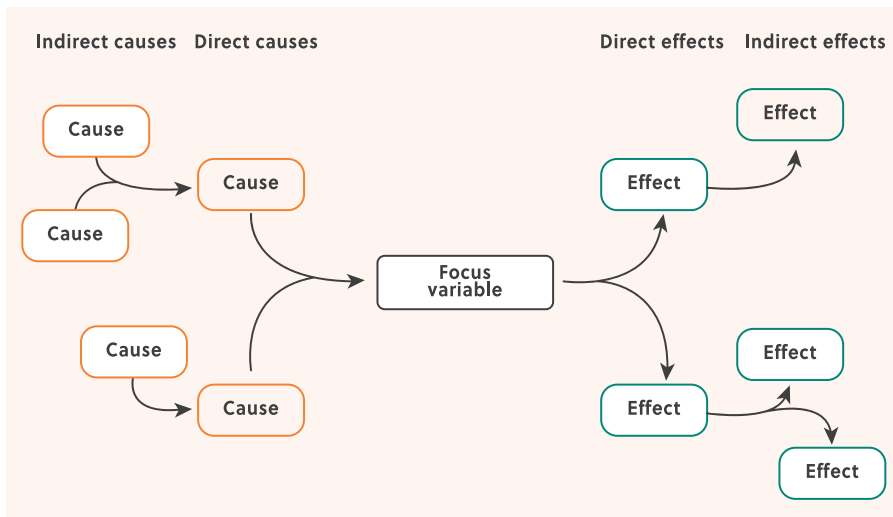 Indirect causes
Direct causes
Direct effects
Indirect effects
Cause
Cause
Cause
Cause
Cause
Focus
variable
Effect
Effect
Effect
Effect
Effect